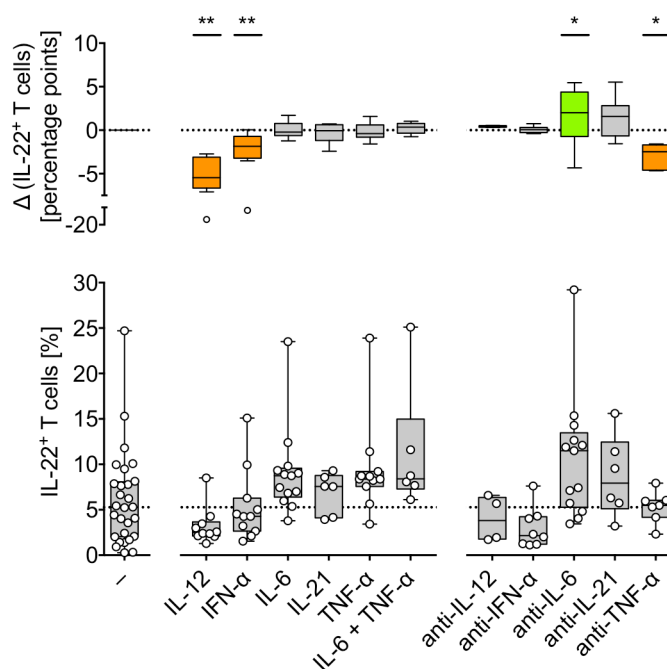 ** ** * *
Δ (IL-22⁺ T cells)
[percentage points]
10
5
0
-5
-20
IL-22⁺ T cells [%]
30
25
20
15
10
5
0
–
IL-12
IFN-α
IL-6
IL-21
TNF-α
IL-6 + TNF-α
anti-IL-12
anti-IFN-α
anti-IL-6
anti-IL-21
anti-TNF-α